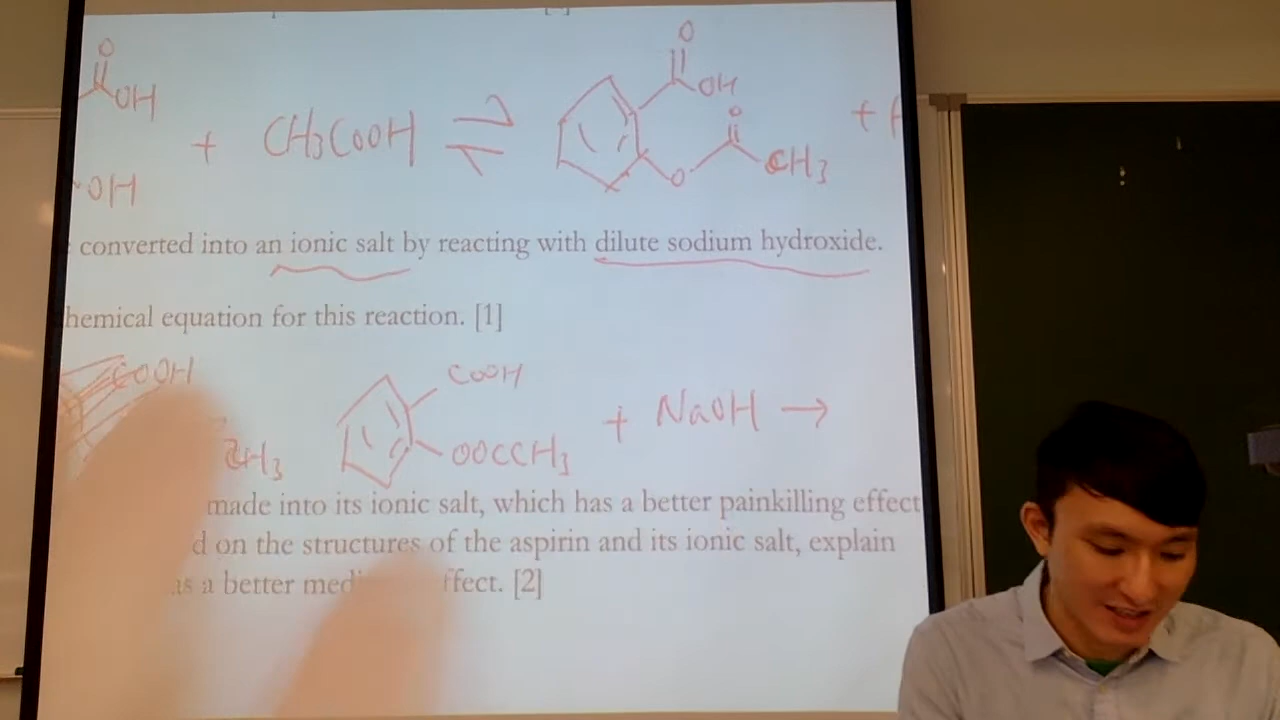 O O
OH + CH3COOH ⇌ OH O +
OH O CH3
converted into an ionic salt by reacting with dilute sodium hydroxide.
hemical equation for this reaction. [1]
COOH COOH
+ NaOH →
CH3 OOCCH3
made into its ionic salt, which has a better painkilling effect
d on the structures of the aspirin and its ionic salt, explain
as a better ffect. [2]